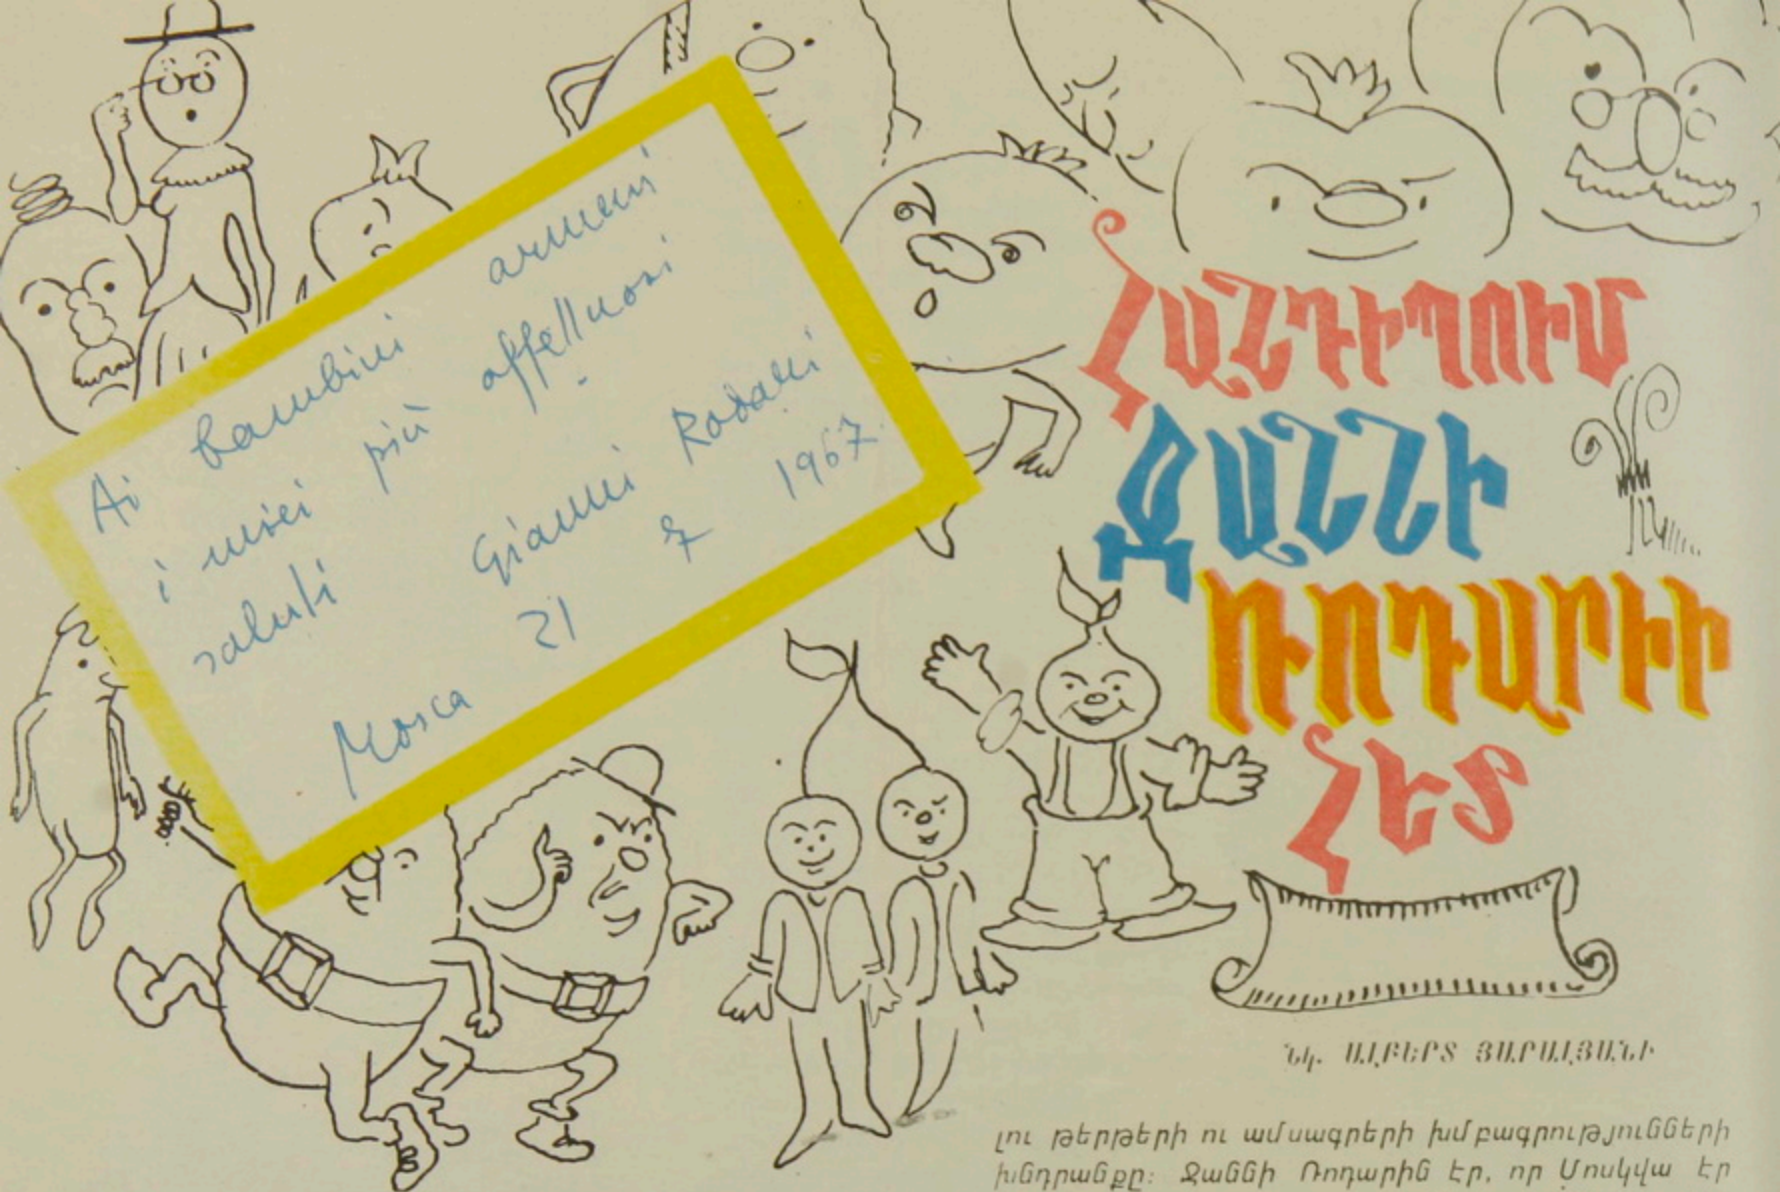 Ai bambini armeni
i miei più affettuosi
saluti Gianni Rodari
Mosca 21 7 1967
ՀԱՆԴԻՊՈՒՄ
ՋԱՆՆԻ
ՌՈԴԱՐԻԻ
ՀԵՏ
Նկ. ԱԼԲԵՐՏ ՅԱՐԱԼՅԱՆԻ
լու թերթերի ու ամսագրերի խմբագրությունների
խնդրանքը։ Ջաննի Ռոդարին էր, որ Մոսկվա էր